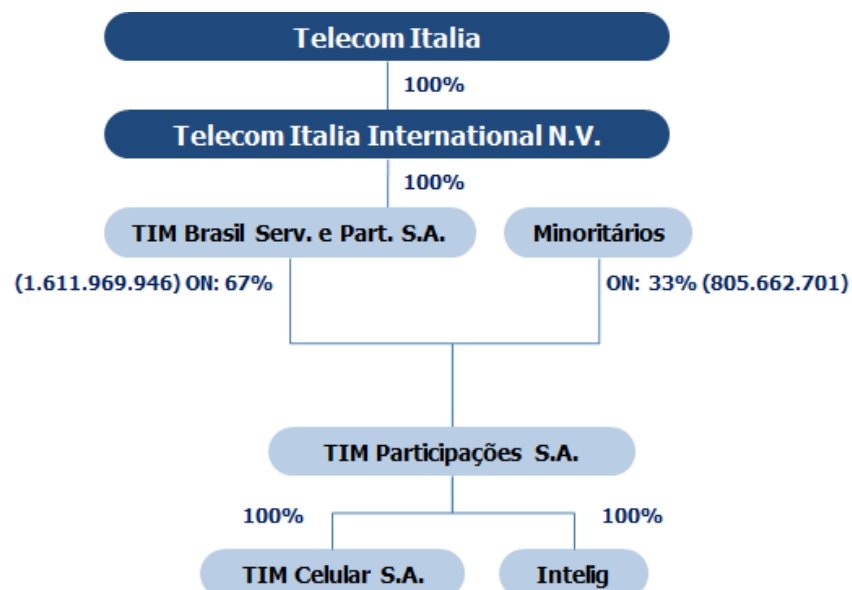 Telecom Italia
100%
Telecom Italia International N.V.
100%
TIM Brasil Serv. e Part. S.A.
Minoritários
(1.611.969.946) ON: 67%
ON: 33% (805.662.701)
TIM Participações S.A.
100%
100%
TIM Celular S.A.
Intelig